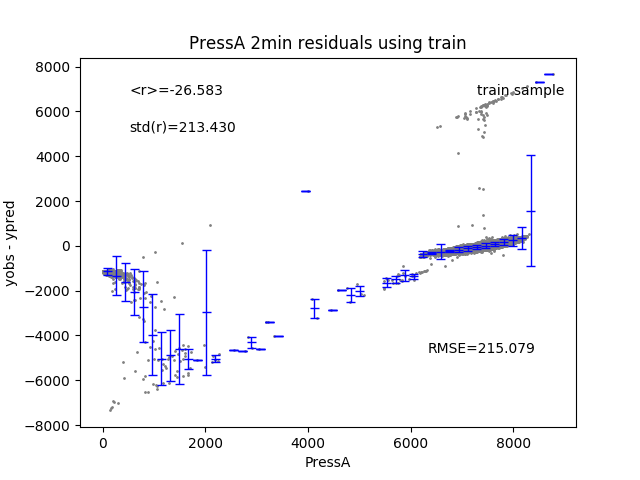 PressA 2min residuals using train
8000
<r>=-26.583
train sample
6000
std(r)=213.430
4000
2000
0
yobs - ypred
−2000
−4000
RMSE=215.079
−6000
−8000
0 2000 4000 6000 8000
PressA